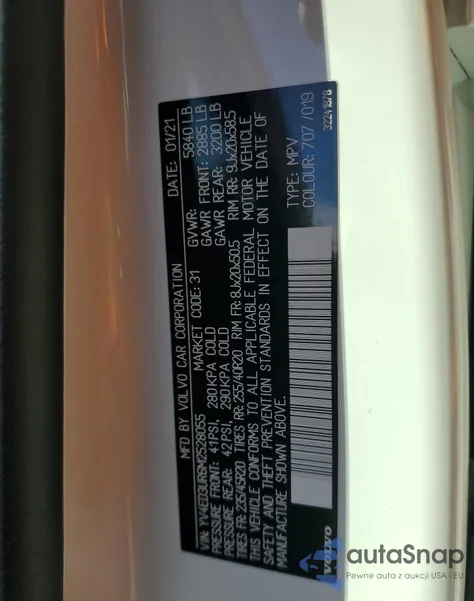 MFD BY VOLVO CAR CORPORATION DATE: 01/21
VIN: YV4ED3UR6M2528055 MARKET CODE: 31 GVWR: 5840 LB
PRESSURE FRONT: 41PSI, 280KPA COLD GAWR FRONT: 2885 LB
PRESSURE REAR: 42PSI, 290KPA COLD GAWR REAR: 3200 LB
TIRES FR: 235/45R20 TIRES RR: 255/40R20 RIM FR: 8Jx20x50.5 RIM RR: 9Jx20x58.5
THIS VEHICLE CONFORMS TO ALL APPLICABLE FEDERAL MOTOR VEHICLE
SAFETY AND THEFT PREVENTION STANDARDS IN EFFECT ON THE DATE OF
MANUFACTURE SHOWN ABOVE.
TYPE: MPV
COLOUR: 707 /019
VOLVO
32241878
autoSnap
Pewne auta z aukcji USA i EU